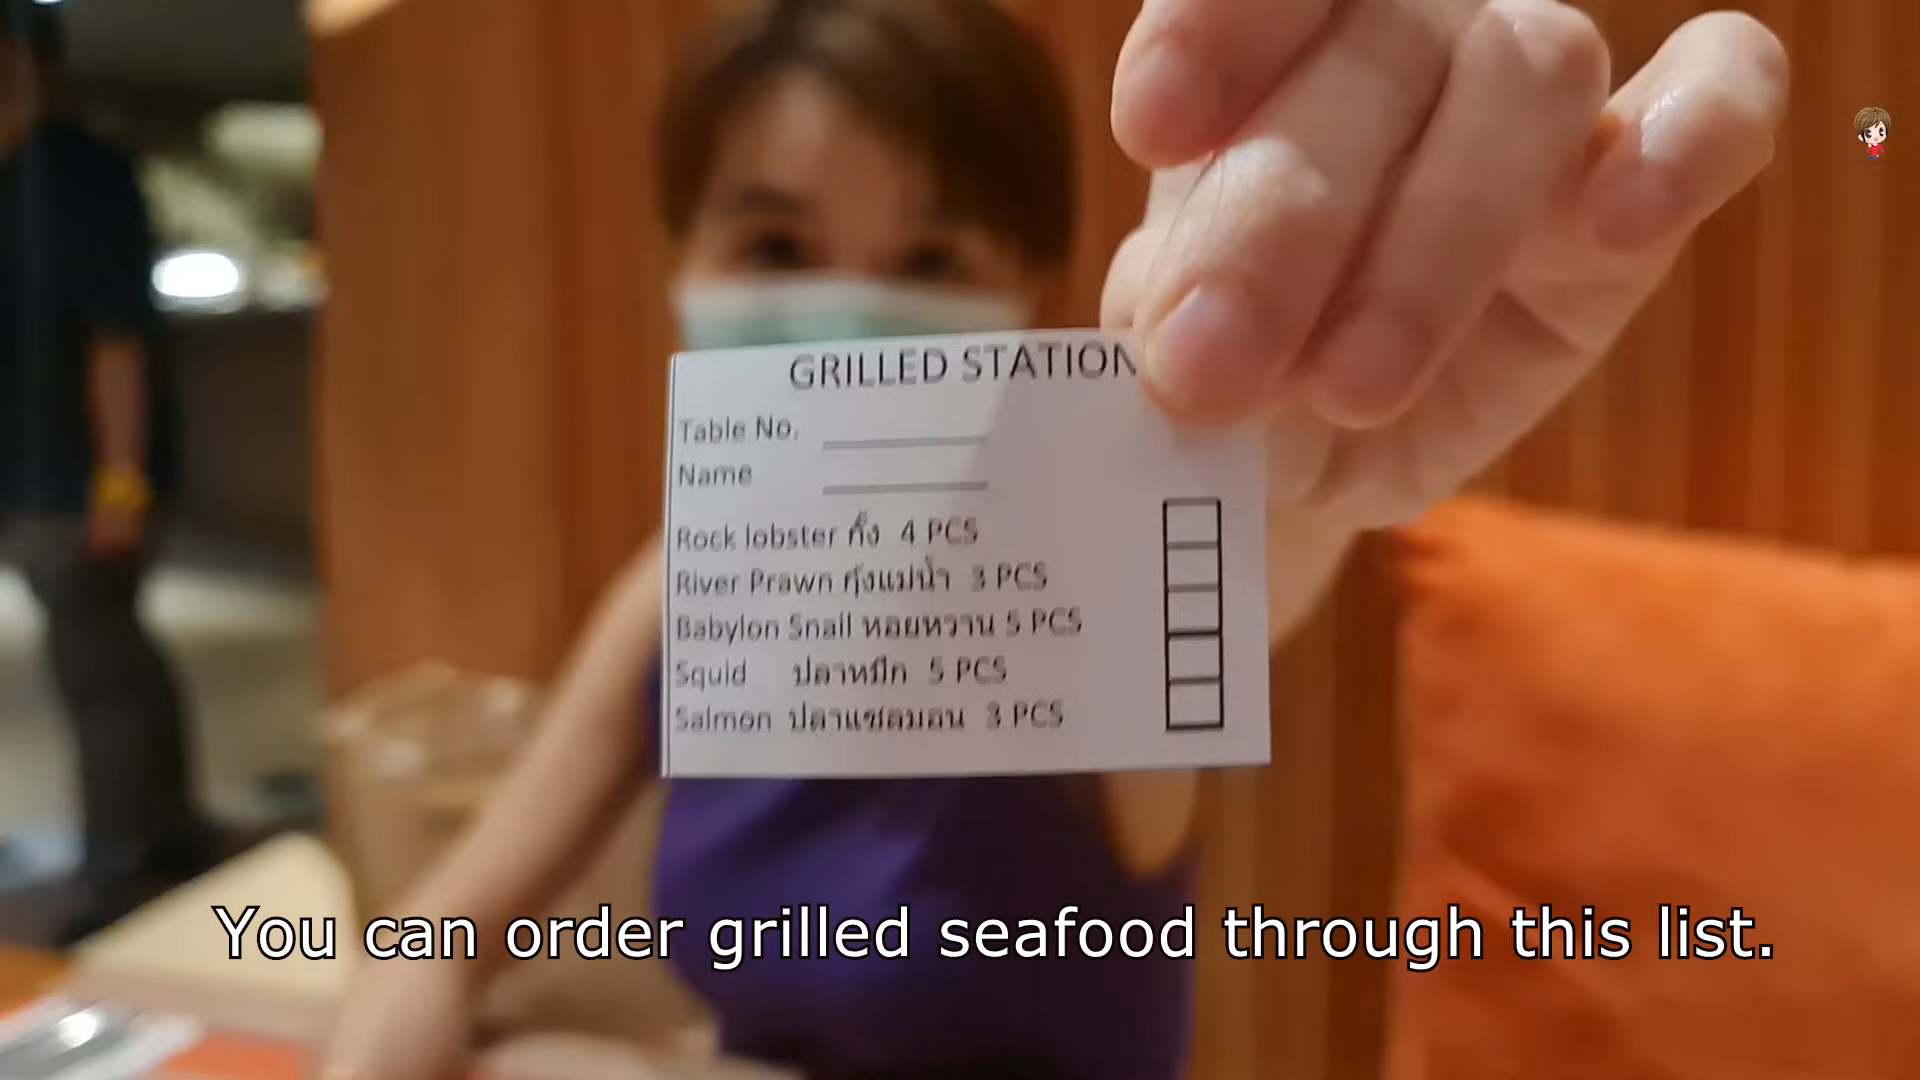 GRILLED STATION
Table No.
Name
Rock lobster กั้ง 4 PCS
River Prawn กุ้งแม่น้ำ 3 PCS
Babylon Snail หอยหวาน 5 PCS
Squid ปลาหมึก 5 PCS
Salmon ปลาแซลมอน 3 PCS
You can order grilled seafood through this list.